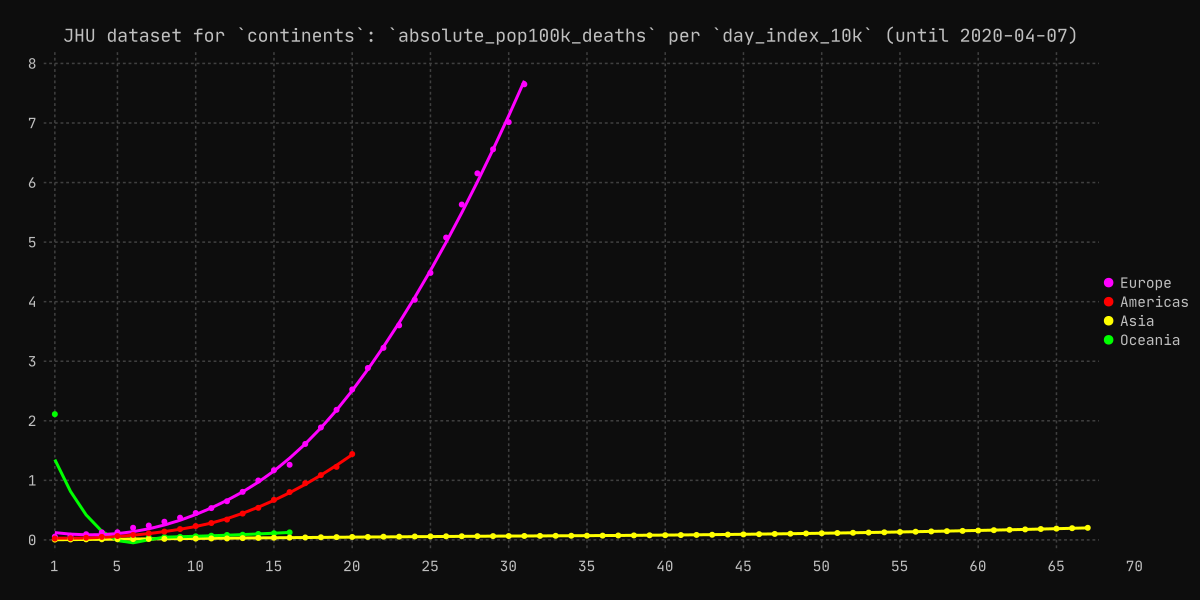 JHU dataset for `continents`: `absolute_pop100k_deaths` per `day_index_10k` (until 2020-04-07)
8
7
6
5
4
3
2
1
0
Europe
Americas
Asia
Oceania
1 5 10 15 20 25 30 35 40 45 50 55 60 65 70